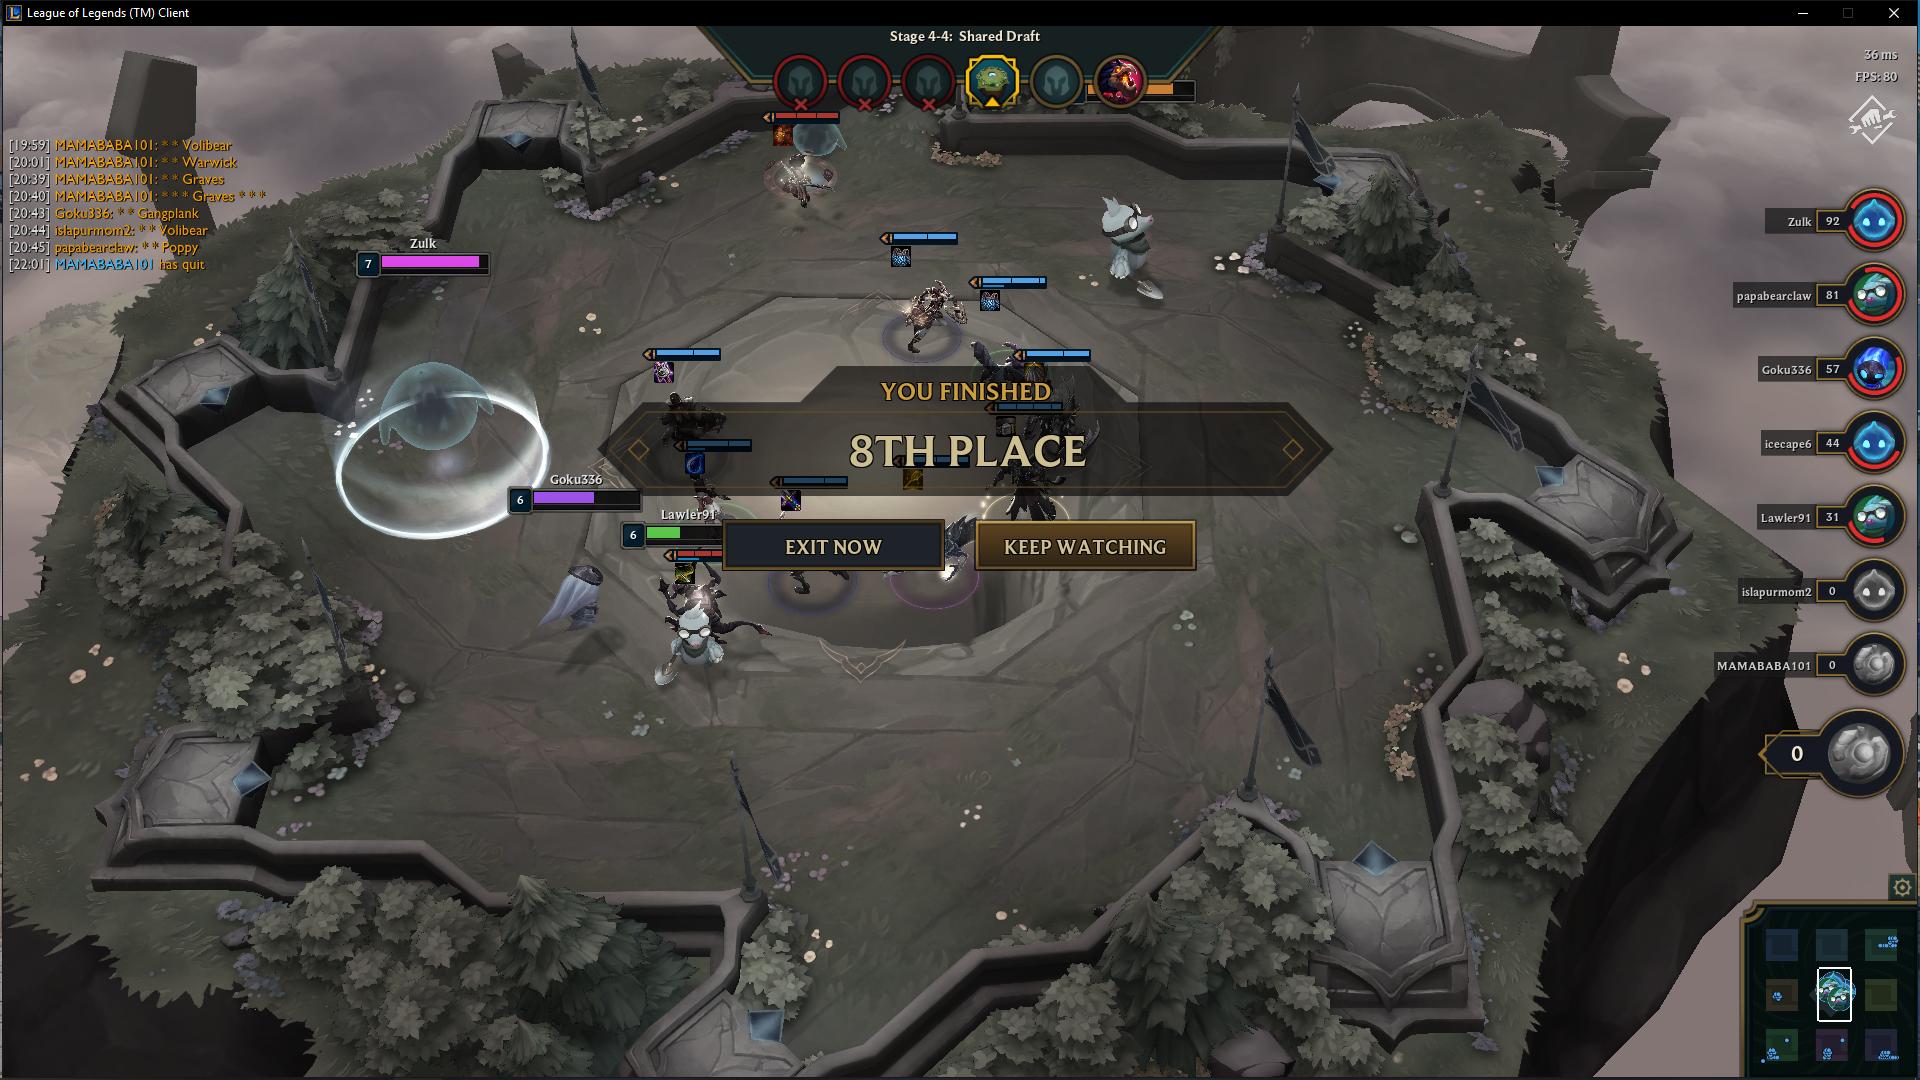 League of Legends (TM) Client
Stage 4-4: Shared Draft
36 ms
FPS: 80
[19:59] MAMABABA101: * * Volibear
[20:01] MAMABABA101: * * Warwick
[20:39] MAMABABA101: * * Graves
[20:40] MAMABABA101: * * * Graves * * *
[20:43] Goku336: * * Gangplank
[20:44] islapurmom2: * * Volibear
[20:45] papabearclaw: * * Poppy
[22:01] MAMABABA101 has quit
Zulk
7
Zulk 92
papabearclaw 81
Goku336 57
icecape6 44
Lawler91 31
islapurmom2 0
MAMABABA101 0
0
YOU FINISHED
8TH PLACE
Goku336
6
Lawler91
6
EXIT NOW
KEEP WATCHING